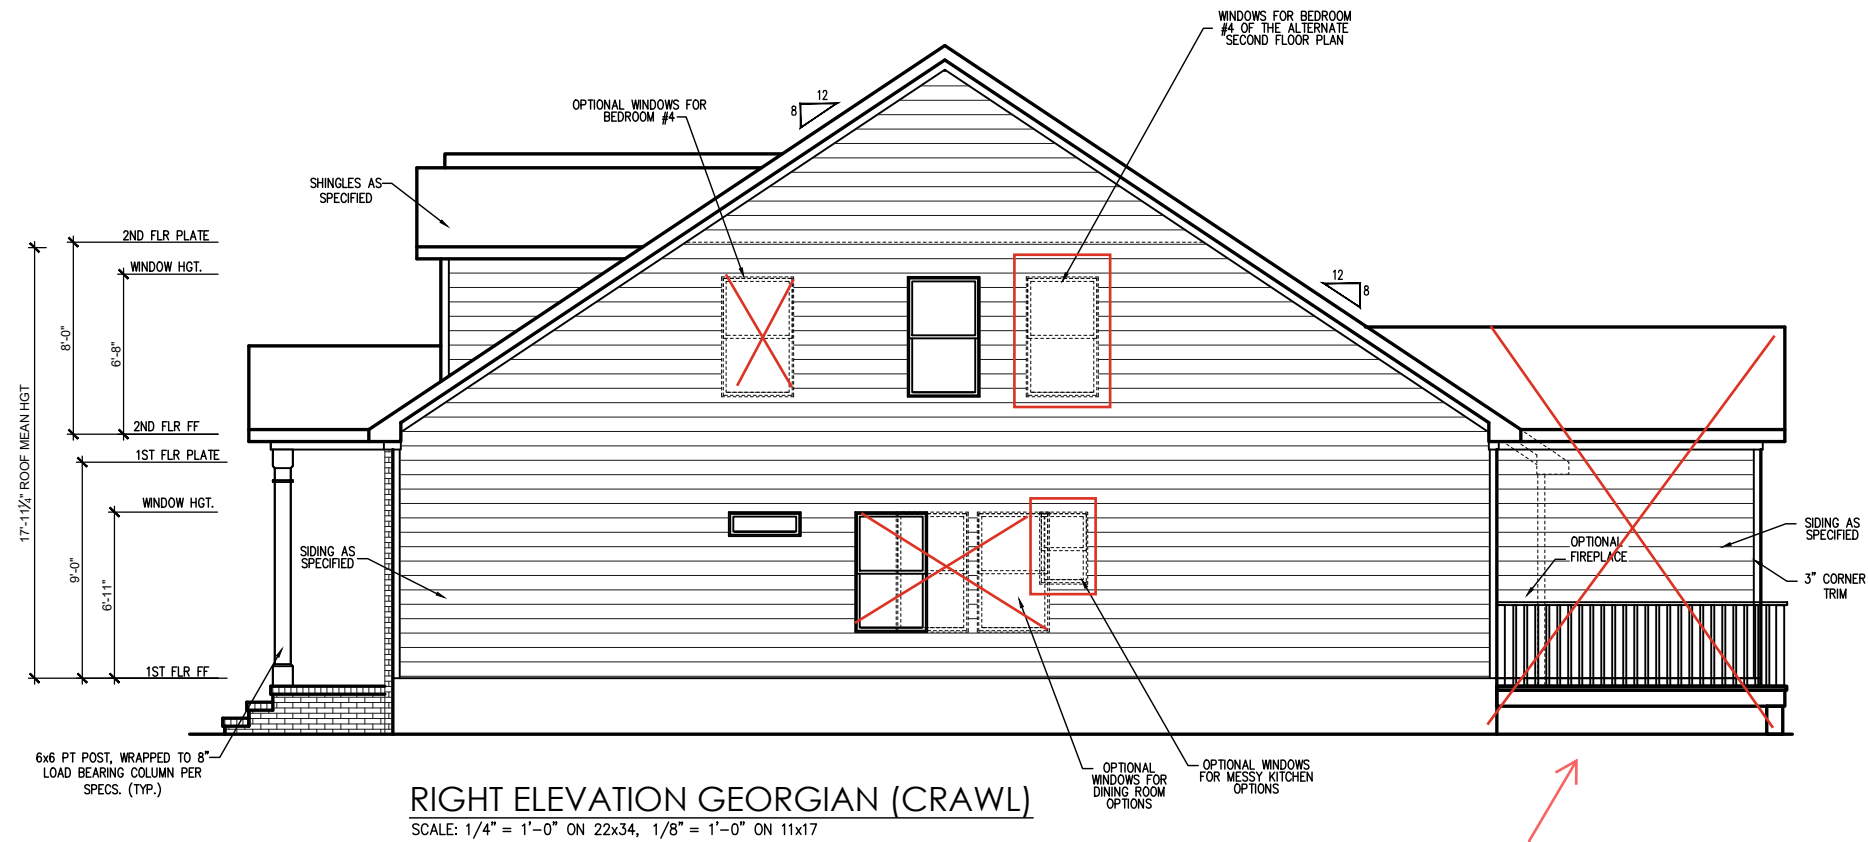 WINDOWS FOR BEDROOM
#4 OF THE ALTERNATE
SECOND FLOOR PLAN
OPTIONAL WINDOWS FOR
BEDROOM #4
12
8
SHINGLES AS
SPECIFIED
2ND FLR PLATE
WINDOW HGT.
12
8
8'-0"
6'-8"
17'-11¼" ROOF MEAN HGT
2ND FLR FF
1ST FLR PLATE
WINDOW HGT.
9'-0"
6'-11"
SIDING AS
SPECIFIED
OPTIONAL
FIREPLACE
SIDING AS
SPECIFIED
3" CORNER
TRIM
1ST FLR FF
6x6 PT POST, WRAPPED TO 8"
LOAD BEARING COLUMN PER
SPECS. (TYP.)
OPTIONAL
WINDOWS FOR
DINING ROOM
OPTIONS
OPTIONAL WINDOWS
FOR MESSY KITCHEN
OPTIONS
RIGHT ELEVATION GEORGIAN (CRAWL)
SCALE: 1/4" = 1'-0" ON 22x34, 1/8" = 1'-0" ON 11x17